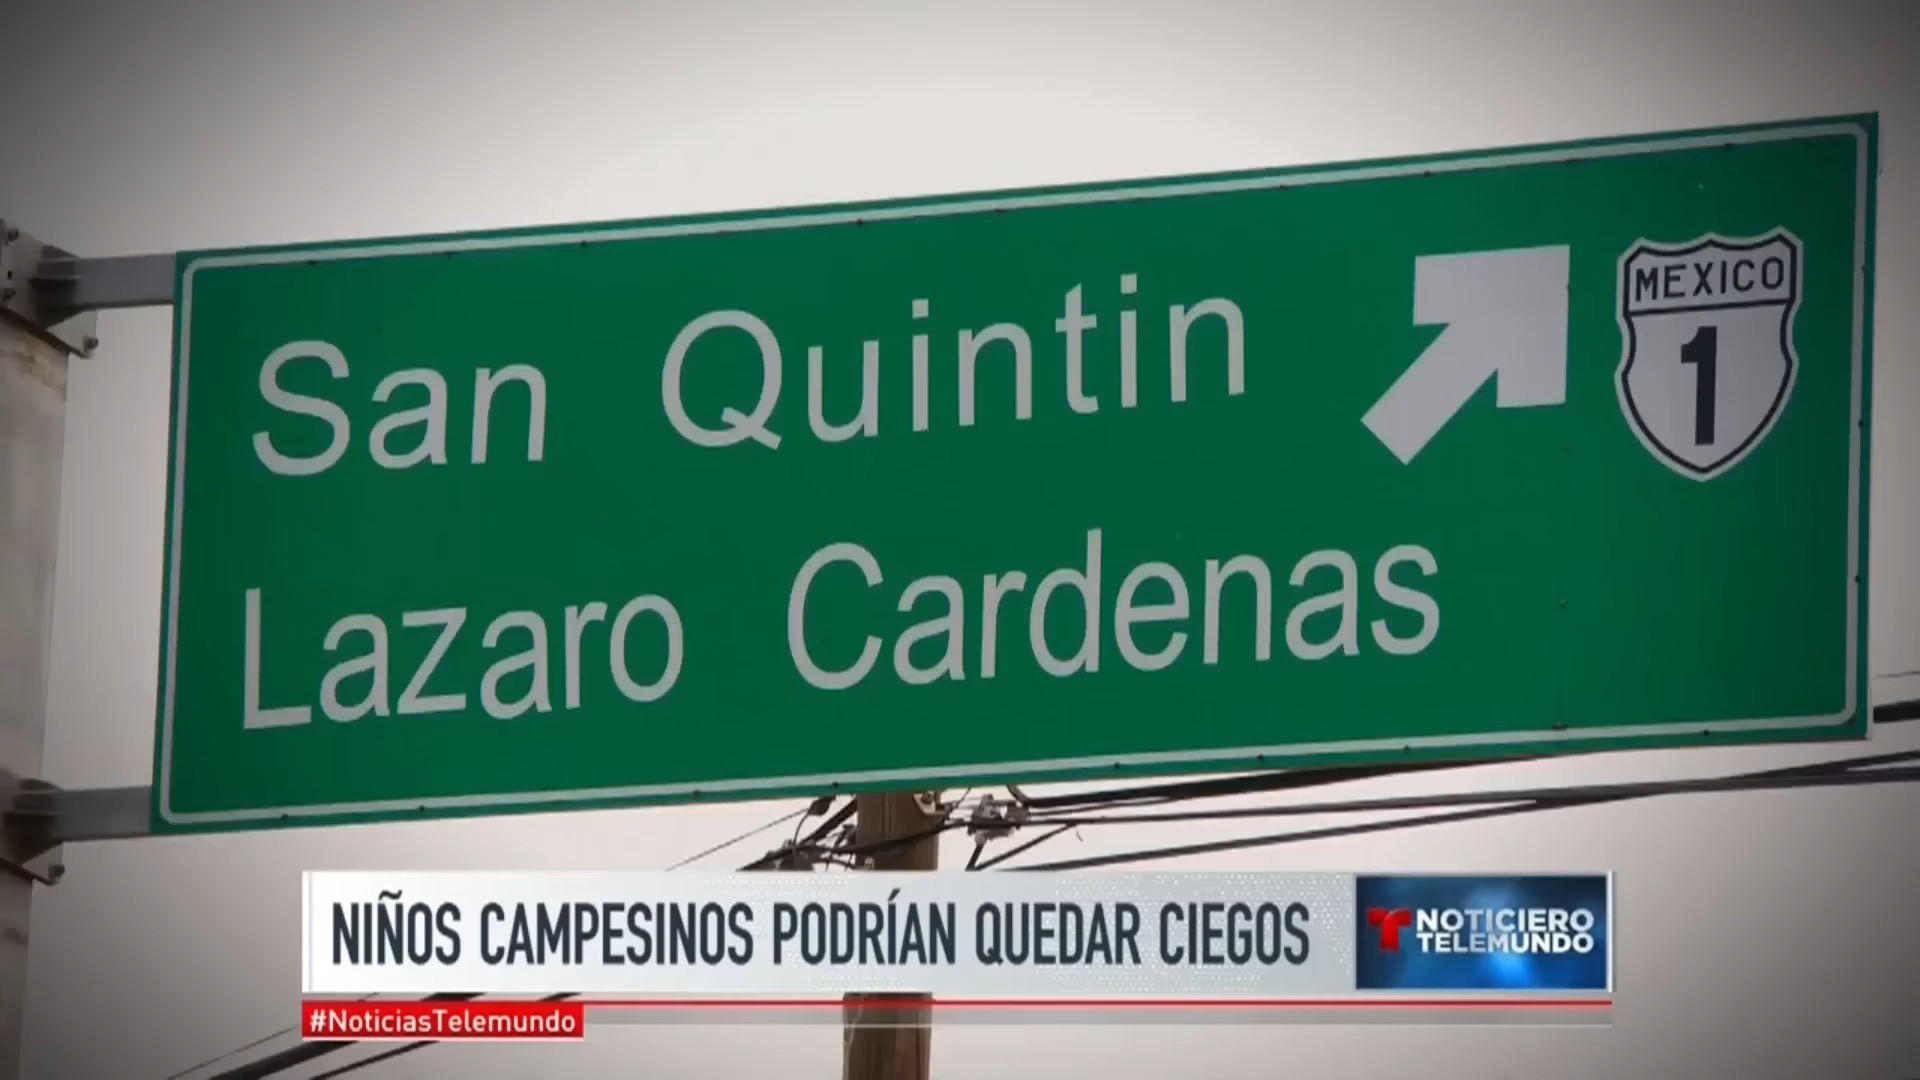 San Quintin
MEXICO
1
Lazaro Cardenas
NIÑOS CAMPESINOS PODRÍAN QUEDAR CIEGOS
NOTICIERO
TELEMUNDO
#NoticiasTelemundo